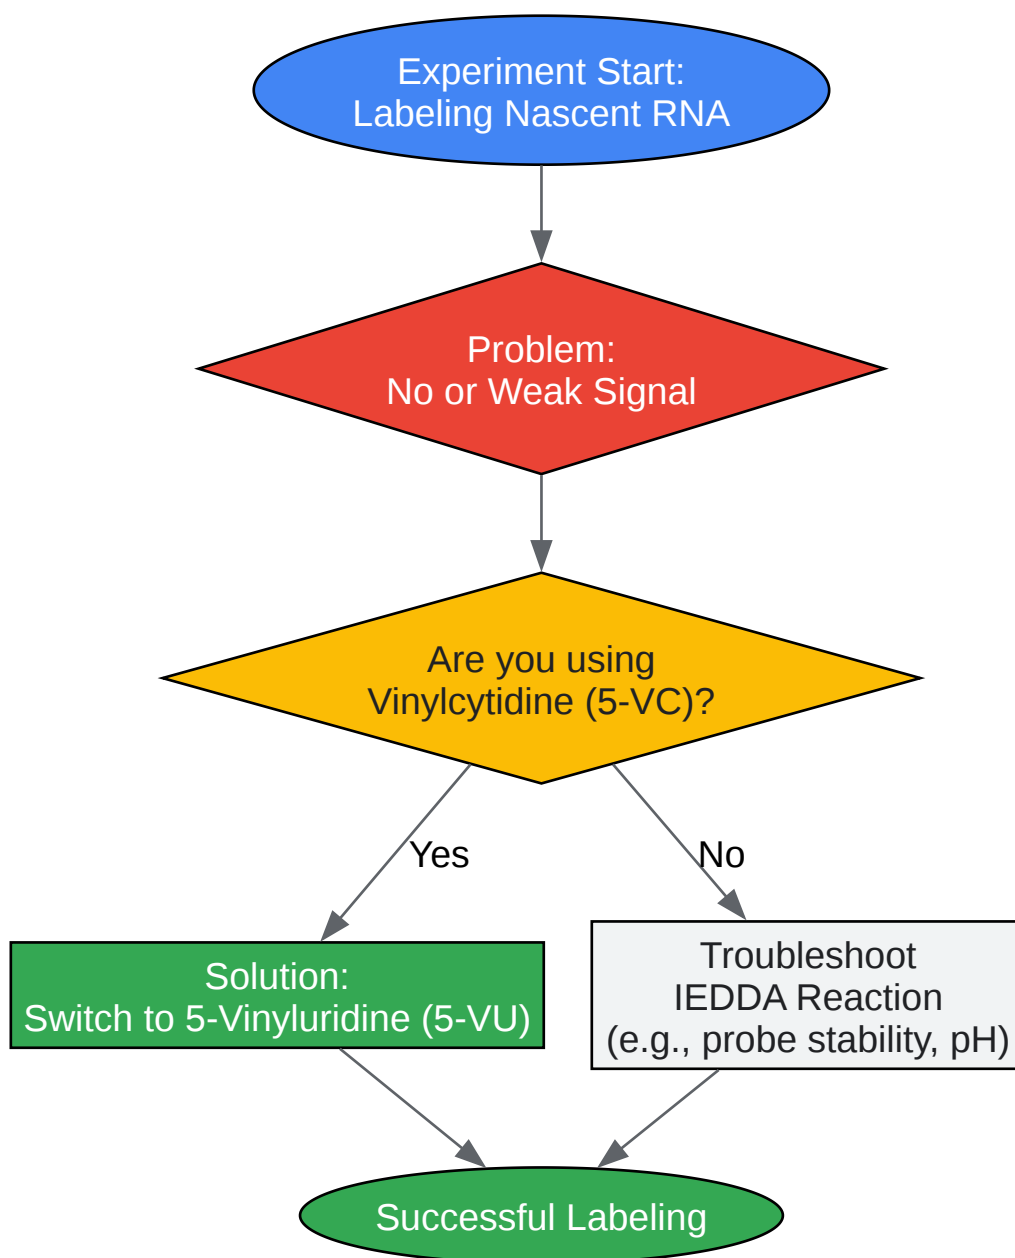 Experiment Start:
Labeling Nascent RNA
Problem:
No or Weak Signal
Are you using
Vinylcytidine (5-VC)?
Yes
No
Solution:
Switch to 5-Vinyluridine (5-VU)
Troubleshoot
IEDDA Reaction
(e.g., probe stability, pH)
Successful Labeling